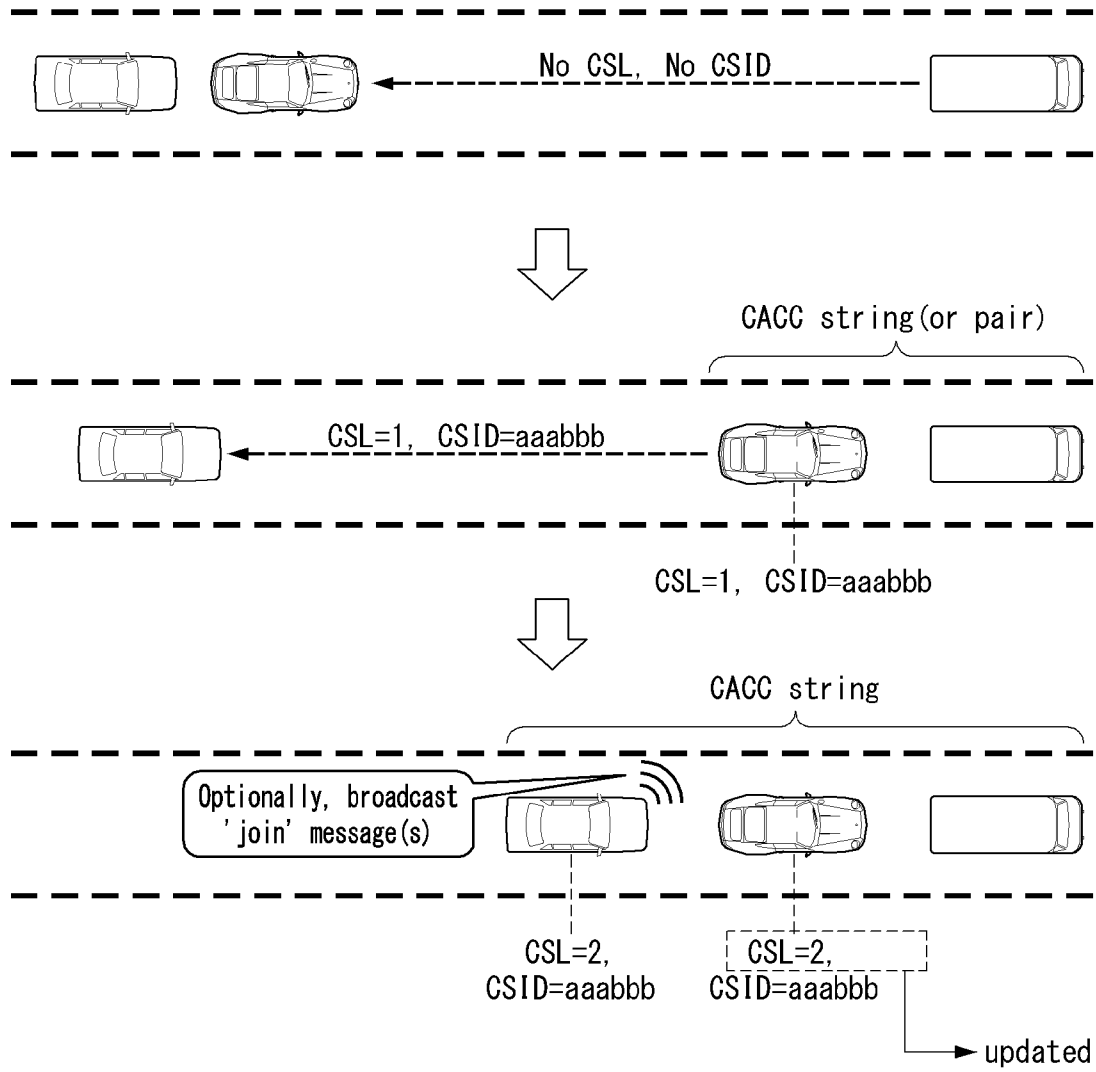 No CSL, No CSID
CACC string(or pair)
CSL=1, CSID=aaabbb
CSL=1, CSID=aaabbb
CACC string
Optionally, broadcast
'join' message(s)
CSL=2,
CSID=aaabbb
CSL=2,
CSID=aaabbb
updated